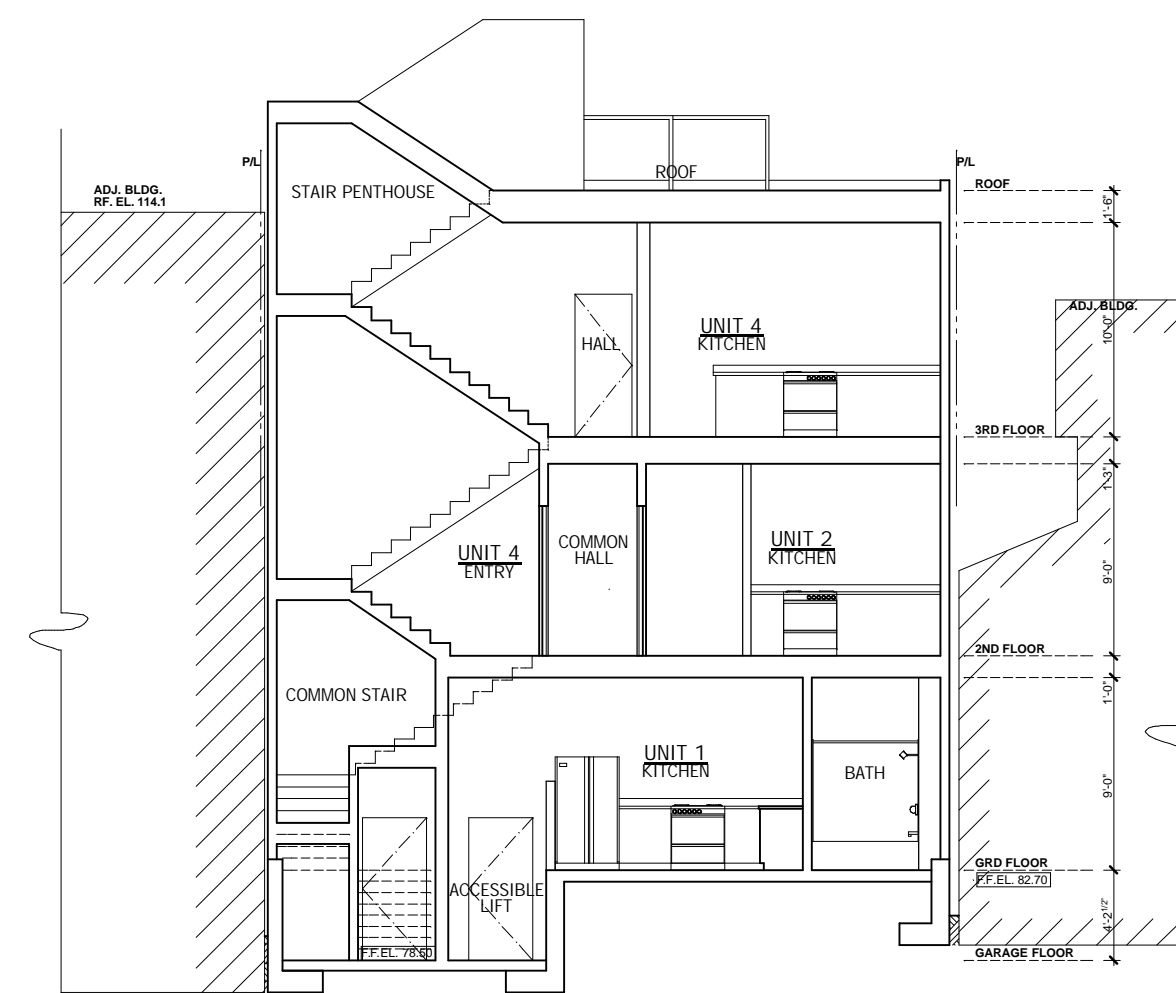 P/L
P/L
ADJ. BLDG.
RF. EL. 114.1
STAIR PENTHOUSE
ROOF
ROOF
1'-6"
ADJ. BLDG.
10'-0"
HALL
UNIT 4
KITCHEN
3RD FLOOR
1'-3"
UNIT 4
ENTRY
COMMON
HALL
UNIT 2
KITCHEN
9'-0"
2ND FLOOR
1'-0"
COMMON STAIR
UNIT 1
KITCHEN
BATH
9'-0"
GRD FLOOR
F.F.EL. 82.70
ACCESSIBLE
LIFT
4'-2 1/2"
F.F.EL. 78.50
GARAGE FLOOR